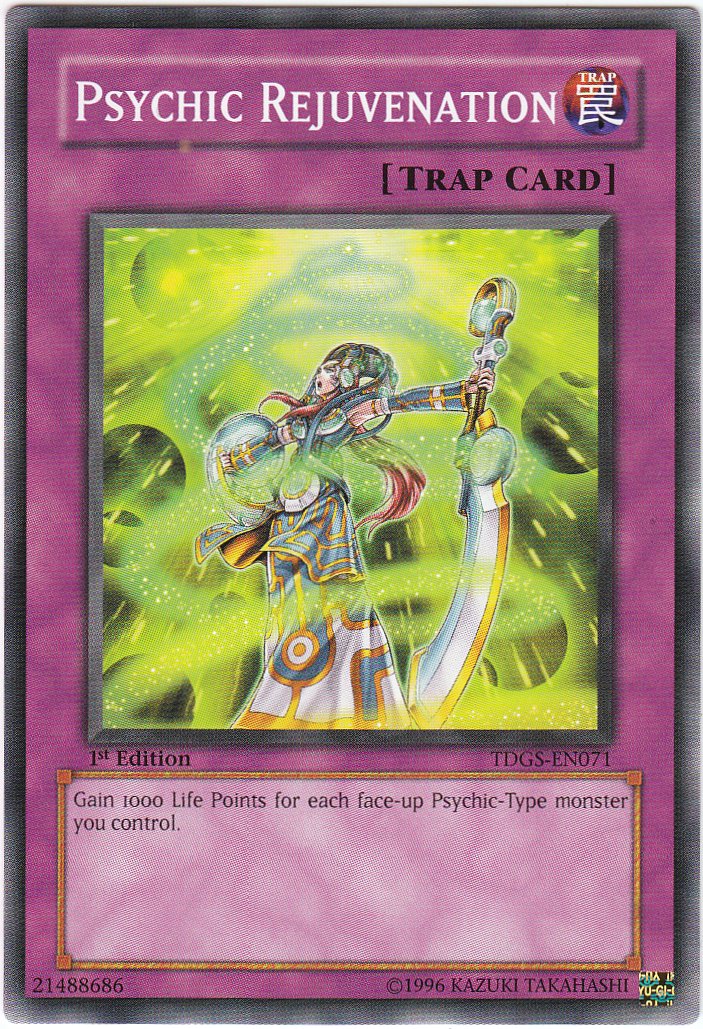 PSYCHIC REJUVENATION
TRAP
罠
[TRAP CARD]
1st Edition
TDGS-EN071
Gain 1000 Life Points for each face-up Psychic-Type monster
you control.
21488686
©1996 KAZUKI TAKAHASHI